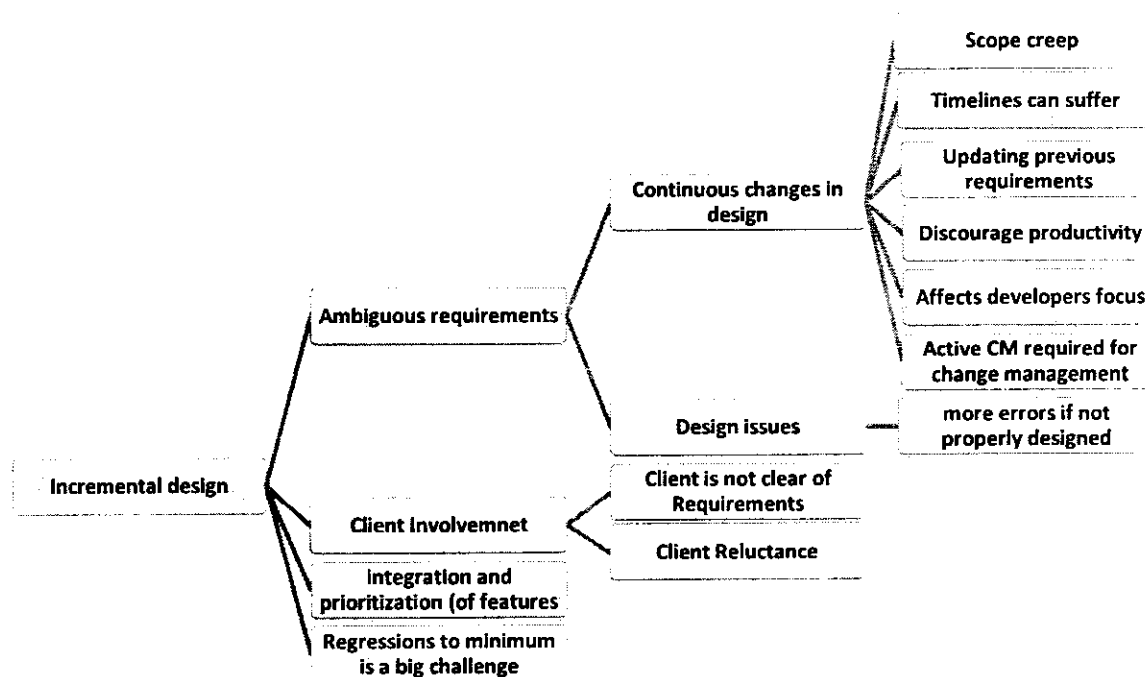 Scope creep
Timelines can suffer
Updating previous
requirements
Continuous changes in
design
Discourage productivity
Affects developers focus
Ambiguous requirements
Active CM required for
change management
Design issues
more errors if not
properly designed
Incremental design
Client is not clear of
Requirements
Client Involvemnet
Client Reluctance
Integration and
prioritization (of features
Regressions to minimum
is a big challenge